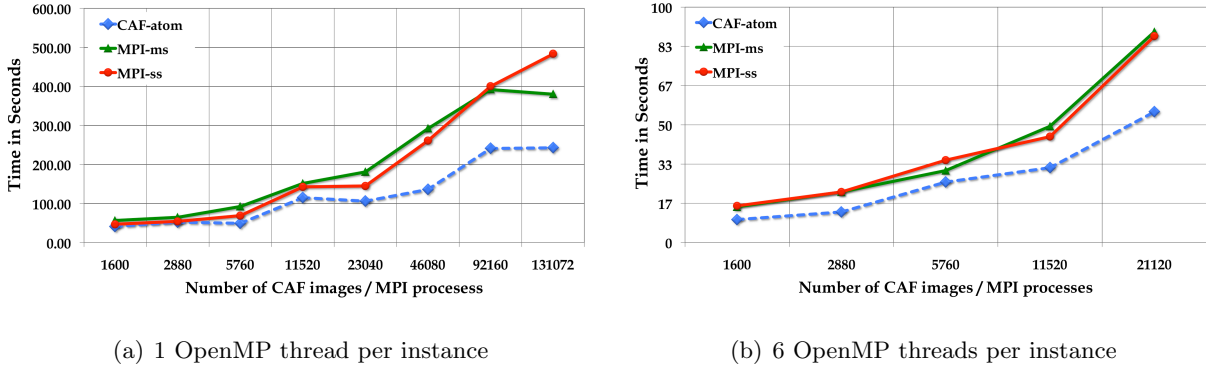 600.00
500.00
400.00
300.00
200.00
100.00
0.00
Time in Seconds
CAF-atom
MPI-ms
MPI-ss
1600 2880 5760 11520 23040 46080 92160 131072
Number of CAF images / MPI procesess
(a) 1 OpenMP thread per instance
100
83
67
50
33
17
0
Time in Seconds
CAF-atom
MPI-ms
MPI-ss
1600 2880 5760 11520 21120
Number of CAF images / MPI processes
(b) 6 OpenMP threads per instance